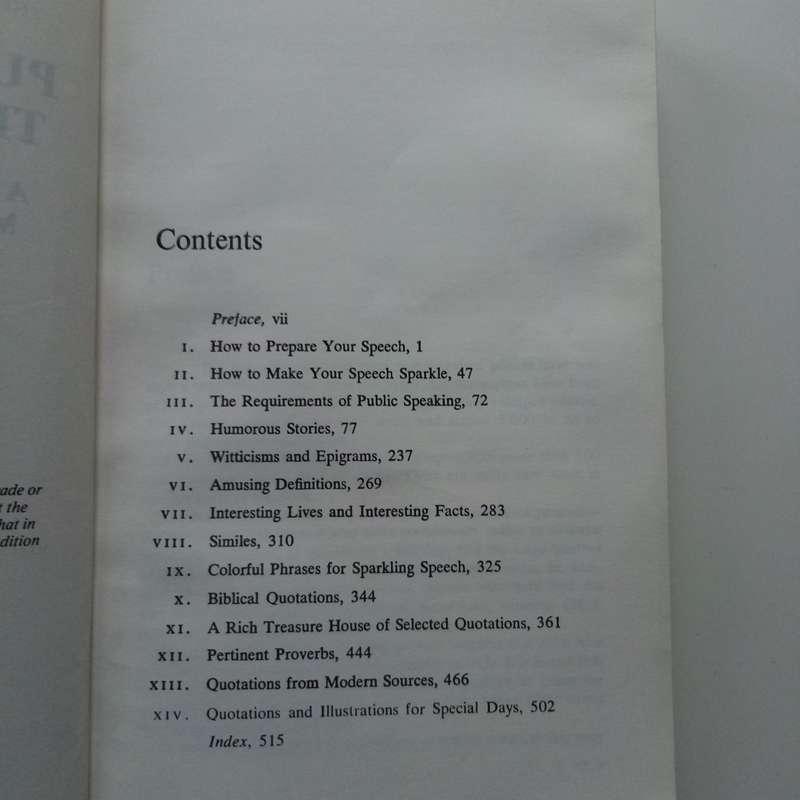 Contents
Preface, vii
I. How to Prepare Your Speech, 1
II. How to Make Your Speech Sparkle, 47
III. The Requirements of Public Speaking, 72
IV. Humorous Stories, 77
V. Witticisms and Epigrams, 237
VI. Amusing Definitions, 269
VII. Interesting Lives and Interesting Facts, 283
VIII. Similes, 310
IX. Colorful Phrases for Sparkling Speech, 325
X. Biblical Quotations, 344
XI. A Rich Treasure House of Selected Quotations, 361
XII. Pertinent Proverbs, 444
XIII. Quotations from Modern Sources, 466
XIV. Quotations and Illustrations for Special Days, 502
Index, 515
ade or
the
hat in
dition